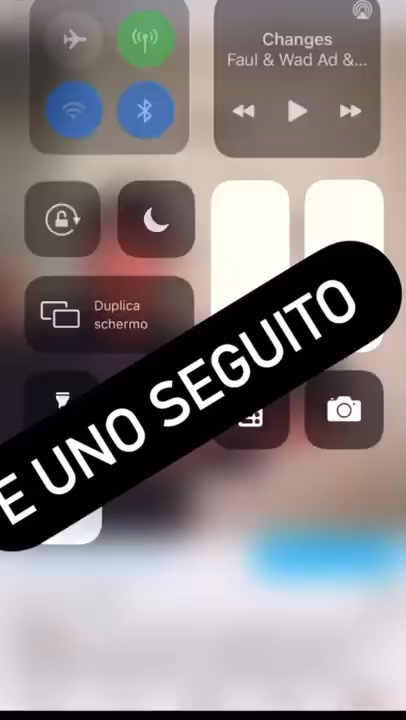 Changes
Faul & Wad Ad &...
Duplica
schermo
E UNO SEGUITO